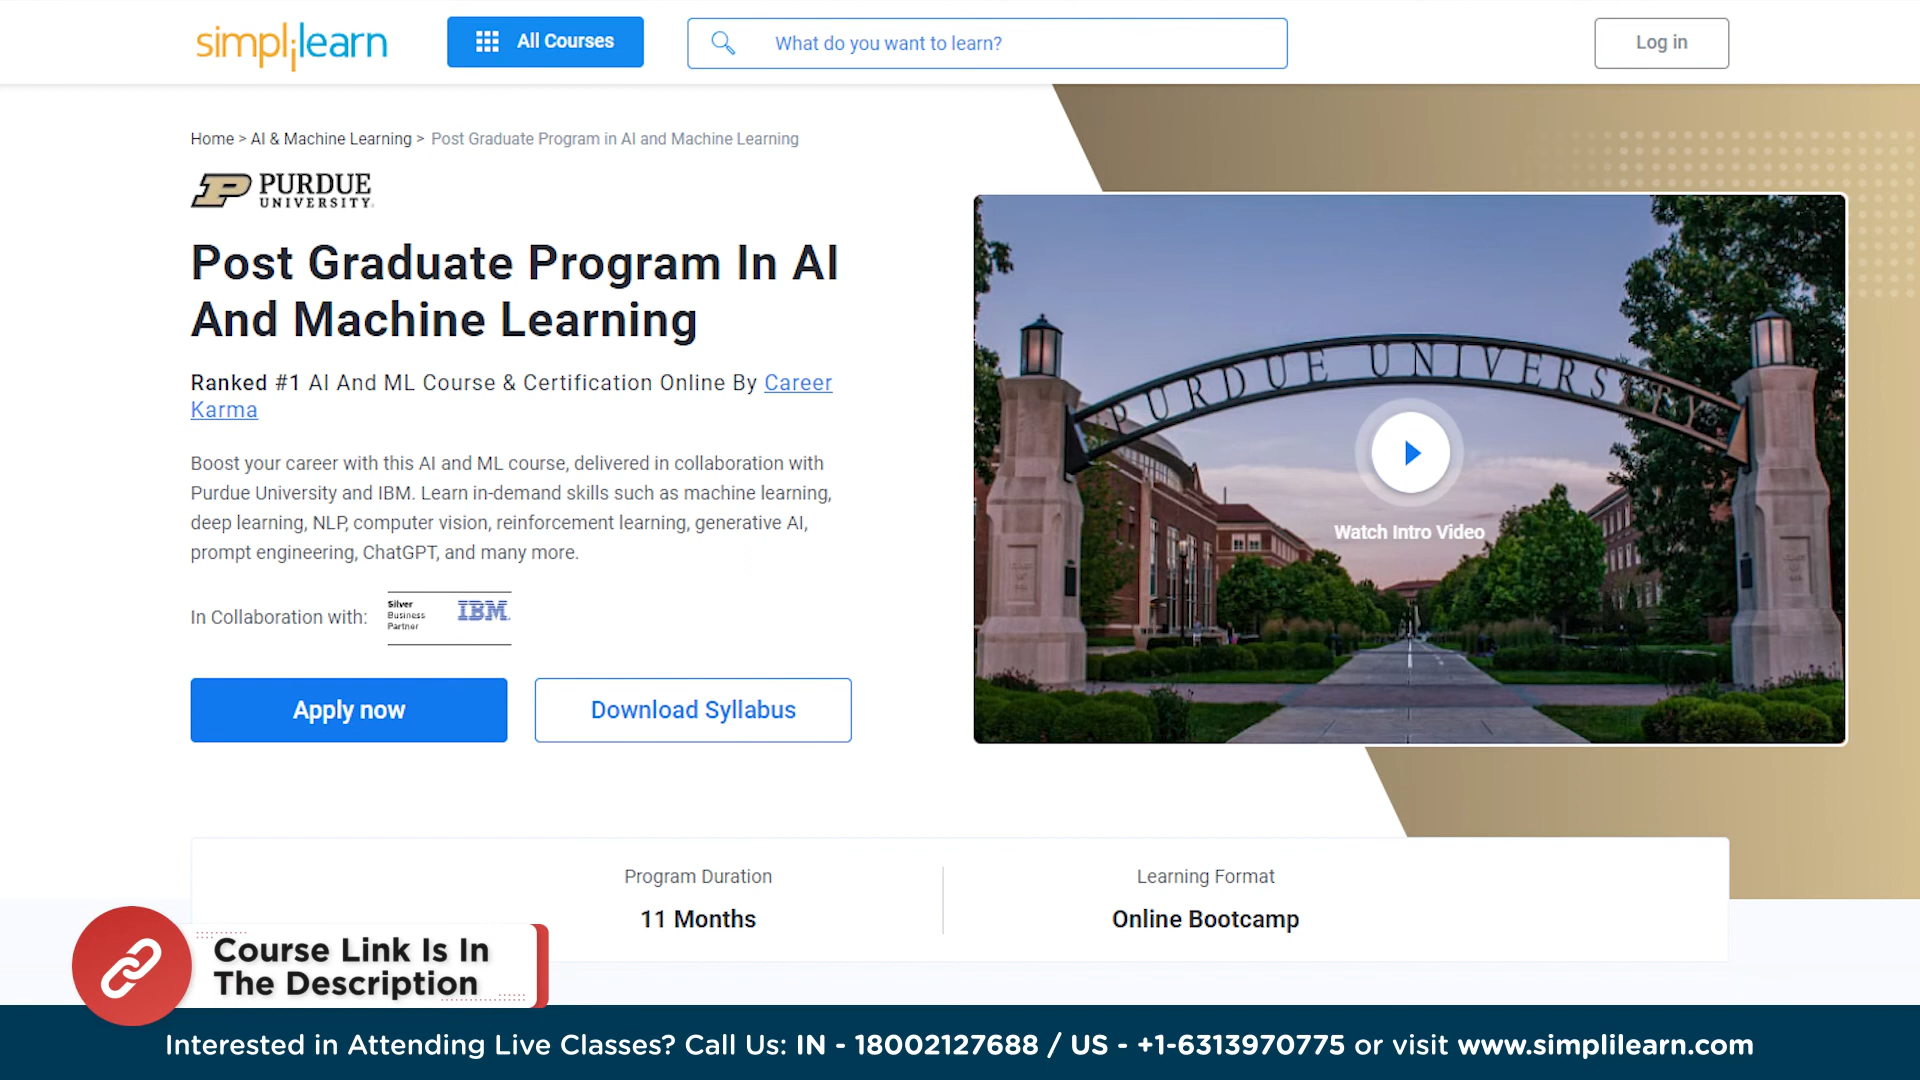 simplilearn
All Courses
What do you want to learn?
Log in
Home > AI & Machine Learning > Post Graduate Program in AI and Machine Learning
PURDUE
UNIVERSITY
Post Graduate Program In AI
And Machine Learning
Ranked #1 AI And ML Course & Certification Online By Career
Karma
Boost your career with this AI and ML course, delivered in collaboration with
Purdue University and IBM. Learn in-demand skills such as machine learning,
deep learning, NLP, computer vision, reinforcement learning, generative AI,
prompt engineering, ChatGPT, and many more.
In Collaboration with:
Silver
Business
Partner
IBM
Apply now
Download Syllabus
PURDUE UNIVERSITY
Watch Intro Video
Program Duration
11 Months
Learning Format
Online Bootcamp
Course Link Is In
The Description
Interested in Attending Live Classes? Call Us: IN - 18002127688 / US - +1-6313970775 or visit www.simplilearn.com